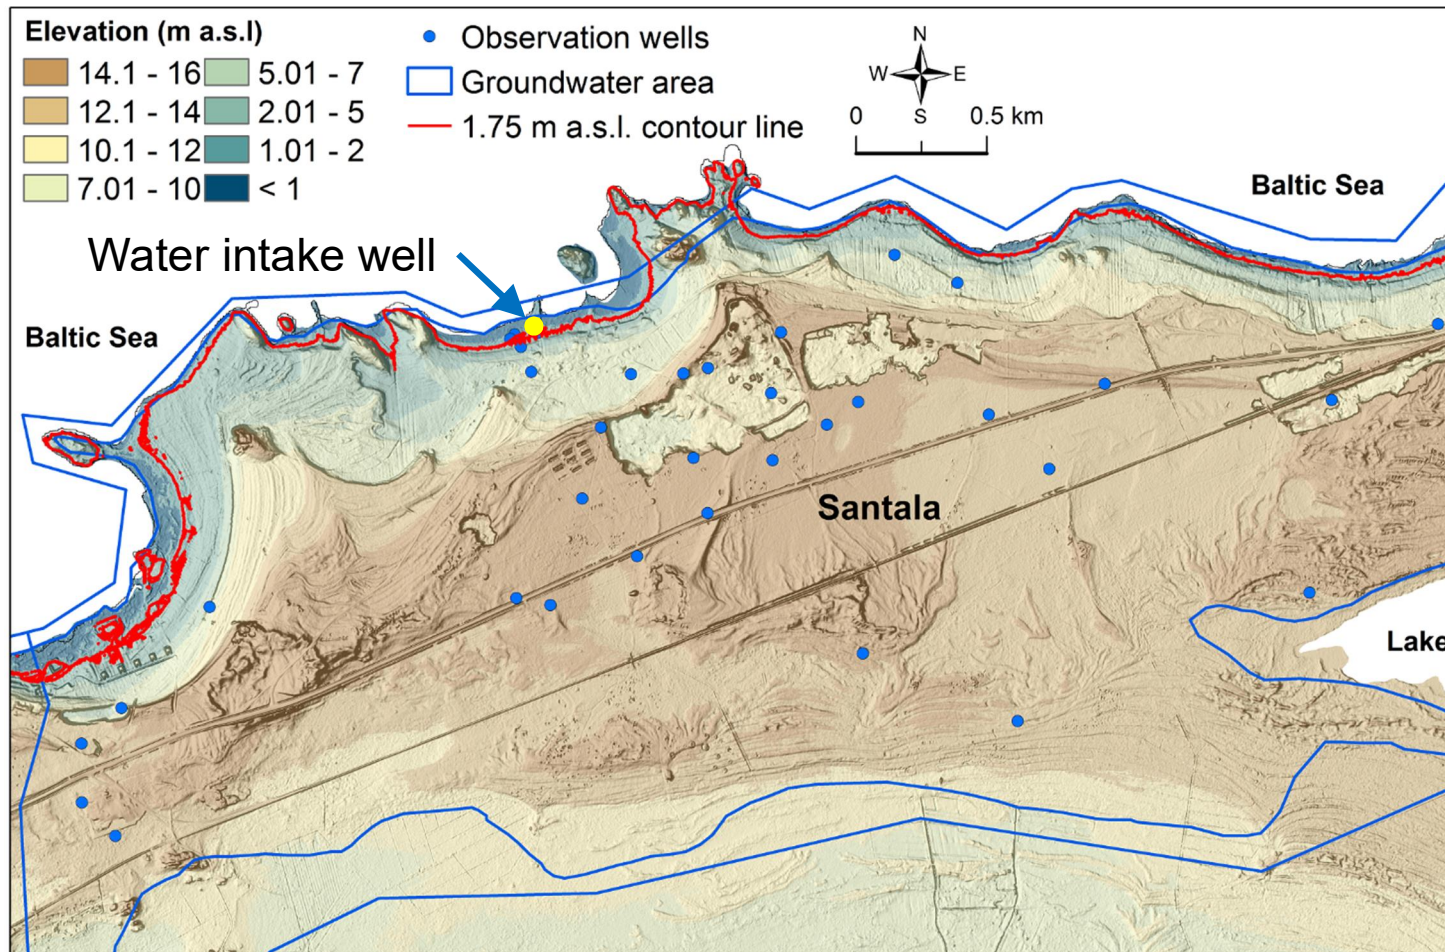 Elevation (m a.s.l)
14.1 - 16
12.1 - 14
10.1 - 12
7.01 - 10
5.01 - 7
2.01 - 5
1.01 - 2
< 1
Observation wells
Groundwater area
1.75 m a.s.l. contour line
N
W E
S
0 0.5 km
Baltic Sea
Water intake well
Baltic Sea
Santala
Lake